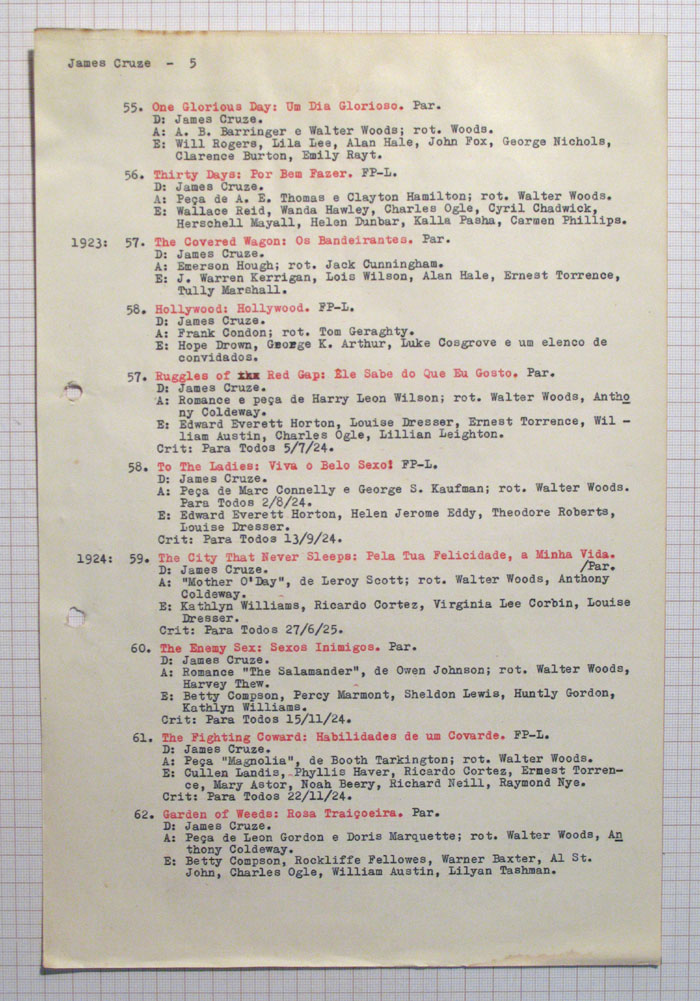 James Cruze - 5
55. One Glorious Day: Um Dia Glorioso. Par.
D: James Cruze.
A: A. B. Barringer e Walter Woods; rot. Woods.
E: Will Rogers, Lila Lee, Alan Hale, John Fox, George Nichols,
Clarence Burton, Emily Rayt.
56. Thirty Days: Por Bem Fazer. FP-L.
D: James Cruze.
A: Peça de A. E. Thomas e Clayton Hamilton; rot. Walter Woods.
E: Wallace Reid, Wanda Hawley, Charles Ogle, Cyril Chadwick,
Herschell Mayall, Helen Dunbar, Kalla Pasha, Carmen Phillips.
1923: 57. The Covered Wagon: Os Bandeirantes. Par.
D: James Cruze.
A: Emerson Hough; rot. Jack Cunningham.
E: J. Warren Kerrigan, Lois Wilson, Alan Hale, Ernest Torrence,
Tully Marshall.
58. Hollywood: Hollywood. FP-L.
D: James Cruze.
A: Frank Condon; rot. Tom Geraghty.
E: Hope Drown, George K. Arthur, Luke Cosgrove e um elenco de
convidados.
57. Ruggles of xxx Red Gap: Êle Sabe do Que Eu Gosto. Par.
D: James Cruze.
A: Romance e peça de Harry Leon Wilson; rot. Walter Woods, Antho
ny Coldeway.
E: Edward Everett Horton, Louise Dresser, Ernest Torrence, Wil -
liam Austin, Charles Ogle, Lillian Leighton.
Crit: Para Todos 5/7/24.
58. To The Ladies: Viva o Belo Sexo! FP-L.
D: James Cruze.
A: Peça de Marc Connelly e George S. Kaufman; rot. Walter Woods.
Para Todos 2/8/24.
E: Edward Everett Horton, Helen Jerome Eddy, Theodore Roberts,
Louise Dresser.
Crit: Para Todos 13/9/24.
1924: 59. The City That Never Sleeps: Pela Tua Felicidade, a Minha Vida.
D: James Cruze. /Par.
A: "Mother O'Day", de Leroy Scott; rot. Walter Woods, Anthony
Coldeway.
E: Kathlyn Williams, Ricardo Cortez, Virginia Lee Corbin, Louise
Dresser.
Crit: Para Todos 27/6/25.
60. The Enemy Sex: Sexos Inimigos. Par.
D: James Cruze.
A: Romance "The Salamander", de Owen Johnson; rot. Walter Woods,
Harvey Thew.
E: Betty Compson, Percy Marmont, Sheldon Lewis, Huntly Gordon,
Kathlyn Williams.
Crit: Para Todos 15/11/24.
61. The Fighting Coward: Habilidades de um Covarde. FP-L.
D: James Cruze.
A: Peça "Magnolia", de Booth Tarkington; rot. Walter Woods.
E: Cullen Landis, Phyllis Haver, Ricardo Cortez, Ernest Torren-
ce, Mary Astor, Noah Beery, Richard Neill, Raymond Nye.
Crit: Para Todos 22/11/24.
62. Garden of Weeds: Rosa Traiçoeira. Par.
D: James Cruze.
A: Peça de Leon Gordon e Doris Marquette; rot. Walter Woods, An
thony Coldeway.
E: Betty Compson, Rockliffe Fellowes, Warner Baxter, Al St.
John, Charles Ogle, William Austin, Lilyan Tashman.